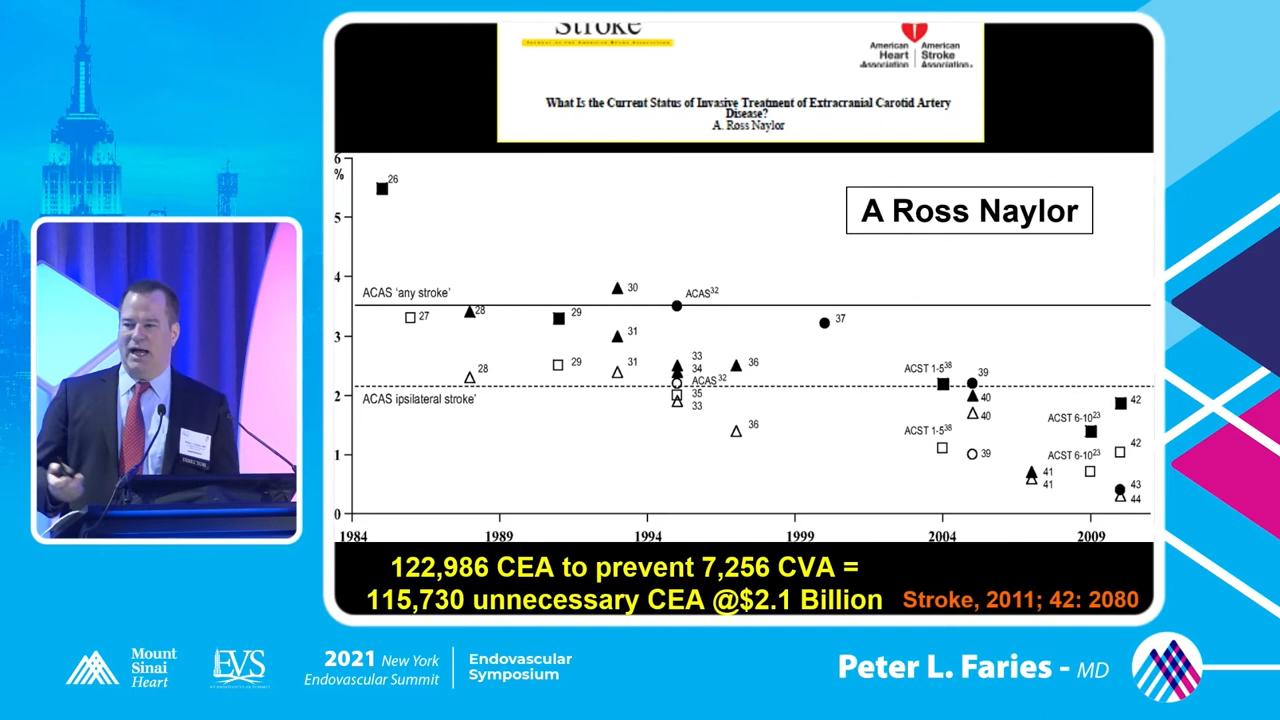 Stroke
American Heart Association
American Stroke Association.
What Is the Current Status of Invasive Treatment of Extracranial Carotid Artery
Disease?
A. Ross Naylor
A Ross Naylor
6
%
5
4
3
2
1
0
26
ACAS 'any stroke'
27
28
28
29
29
30
31
31
ACAS32
33
34
ACAS32
35
33
36
36
37
ACAS ipsilateral stroke'
ACST 1-5 38
ACST 1-5 38
39
40
40
39
41
41
ACST 6-10 23
ACST 6-10 23
42
42
43
44
1984
1989
1994
1999
2004
2009
122,986 CEA to prevent 7,256 CVA =
115,730 unnecessary CEA @$2.1 Billion
Stroke, 2011; 42: 2080
Mount
Sinai
Heart
EVS
2021 New York
Endovascular Summit
Endovascular
Symposium
Peter L. Faries - MD